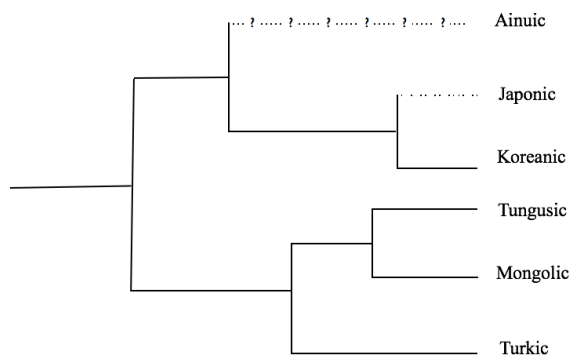 ? ? ? ? ? ? Ainuic
Japonic
Koreanic
Tungusic
Mongolic
Turkic